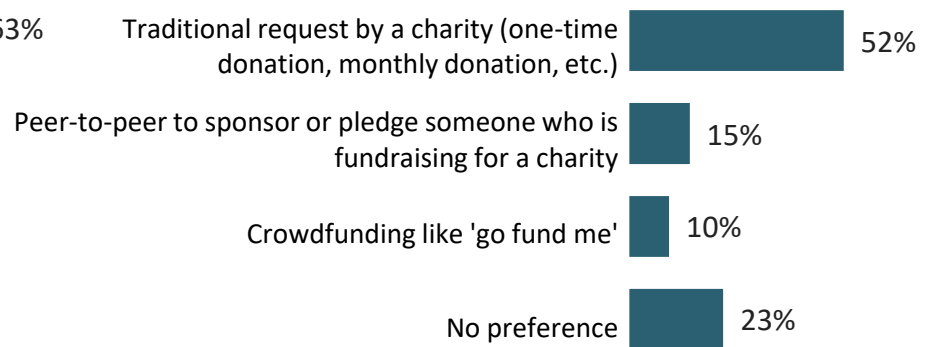 Traditional request by a charity (one-time
donation, monthly donation, etc.)
52%
Peer-to-peer to sponsor or pledge someone who is
fundraising for a charity
15%
Crowdfunding like 'go fund me'
10%
No preference
23%